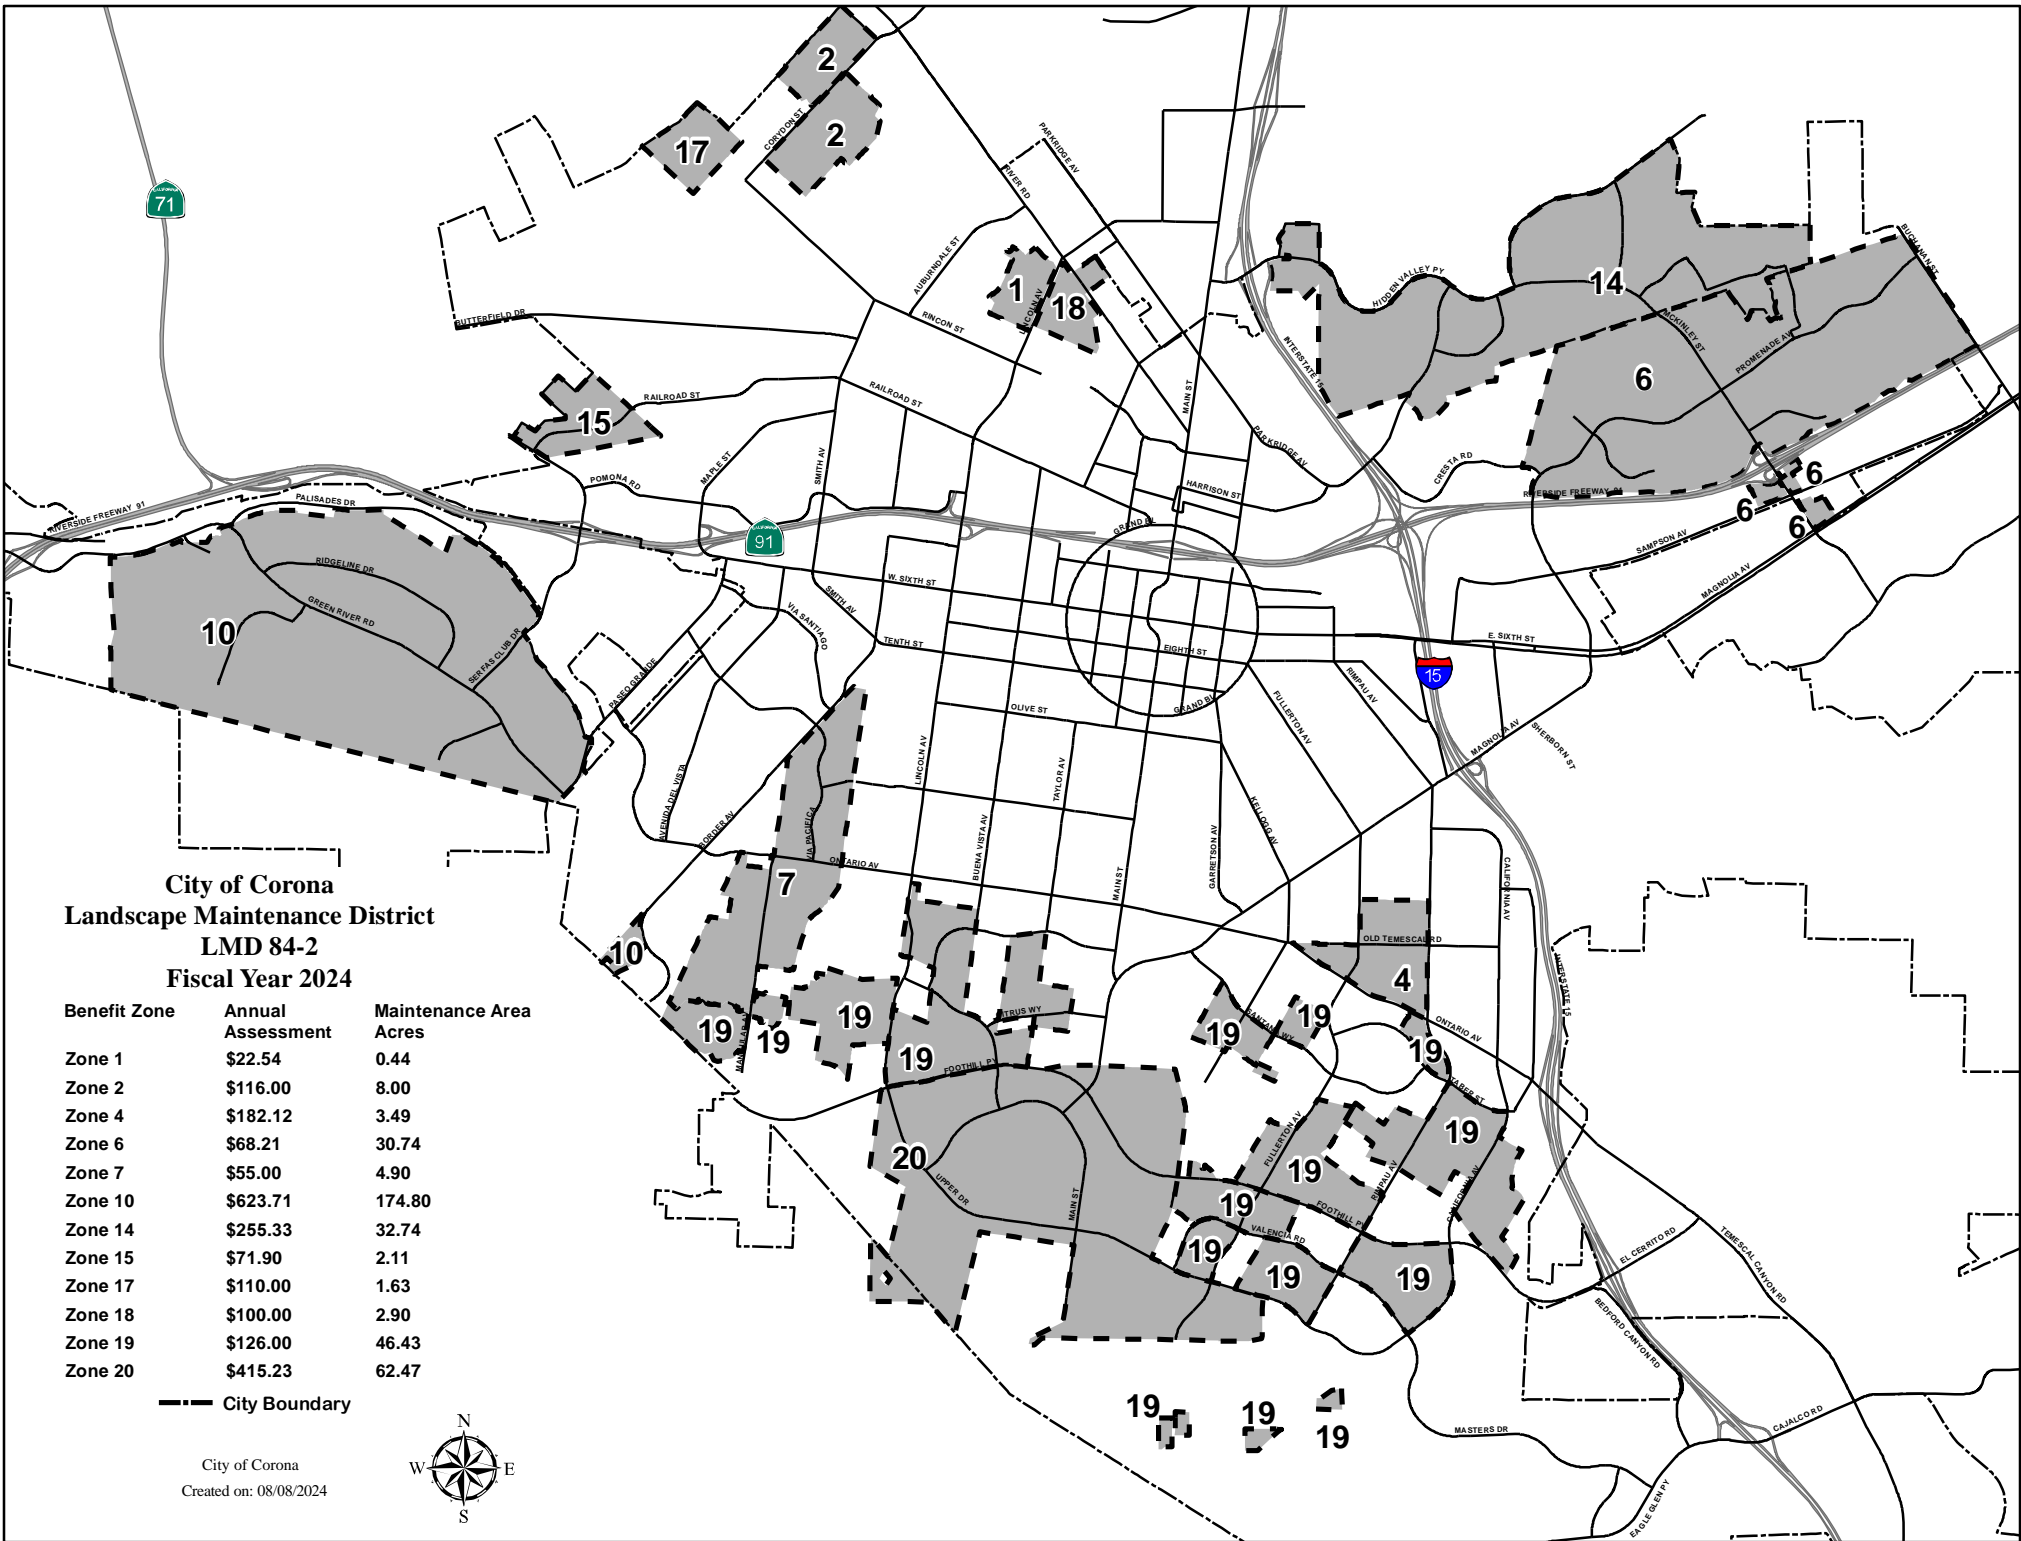 2
CORYDON ST
2
17
PARKRIDGE AV
RIVER RD
CALIFORNIA
71
AUBURNDALE ST
BUCHANAN ST
HIDDEN VALLEY PY
14
1
LINCOLN AV
18
BUTTERFIELD DR
RINCON ST
MCKINLEY ST
INTERSTATE 15
PROMENADE AV
6
RAILROAD ST
RAILROAD ST
MAIN ST
15
PARKRIDGE AV
MAPLE ST
SMITH AV
CRESTA RD
POMONA RD
HARRISON ST
RIVERSIDE FREEWAY 91
6
6
6
PALISADES DR
RIVERSIDE FREEWAY 91
GRAND BL
CALIFORNIA
91
SAMPSON AV
RIDGELINE DR
W. SIXTH ST
MAGNOLIA AV
GREEN RIVER RD
SMITH AV
VIA SANTIAGO
10
TENTH ST
EIGHTH ST
E. SIXTH ST
SERFAS CLUB DR
PASEO GRANDE
RIMPAU AV
15
GRAND BL
OLIVE ST
FULLERTON AV
MAGNOLIA AV
SHERBORN ST
LINCOLN AV
TAYLOR AV
AVENIDA DEL VISTA
BORDER AV
VIA PACIFICA
BUENA VISTA AV
KELLOGG AV
GARRETSON AV
ONTARIO AV
MAIN ST
CALIFORNIA AV
7
10
OLD TEMESCAL RD
4
INTERSTATE 15
City of Corona
Landscape Maintenance District
LMD 84-2
Fiscal Year 2024
Benefit Zone Annual Assessment Maintenance Area Acres
Zone 1 $22.54 0.44
Zone 2 $116.00 8.00
Zone 4 $182.12 3.49
Zone 6 $68.21 30.74
Zone 7 $55.00 4.90
Zone 10 $623.71 174.80
Zone 14 $255.33 32.74
Zone 15 $71.90 2.11
Zone 17 $110.00 1.63
Zone 18 $100.00 2.90
Zone 19 $126.00 46.43
Zone 20 $415.23 62.47
City Boundary
City of Corona
Created on: 08/08/2024
N
W
E
S
19
19
19
19
CITRUS WY
FOOTHILL PY
19
SANTANA WY
19
19
ONTARIO AV
TABER ST
20
UPPER DR
MAIN ST
19
FULLERTON AV
19
RIMPAU AV
CALIFORNIA AV
19
FOOTHILL PY
VALENCIA RD
19
19
19
EL CERRITO RD
TEMESCAL CANYON RD
BEDFORD CANYON RD
19
19
19
MASTERS DR
CAJALCO RD
EAGLE GLEN PY